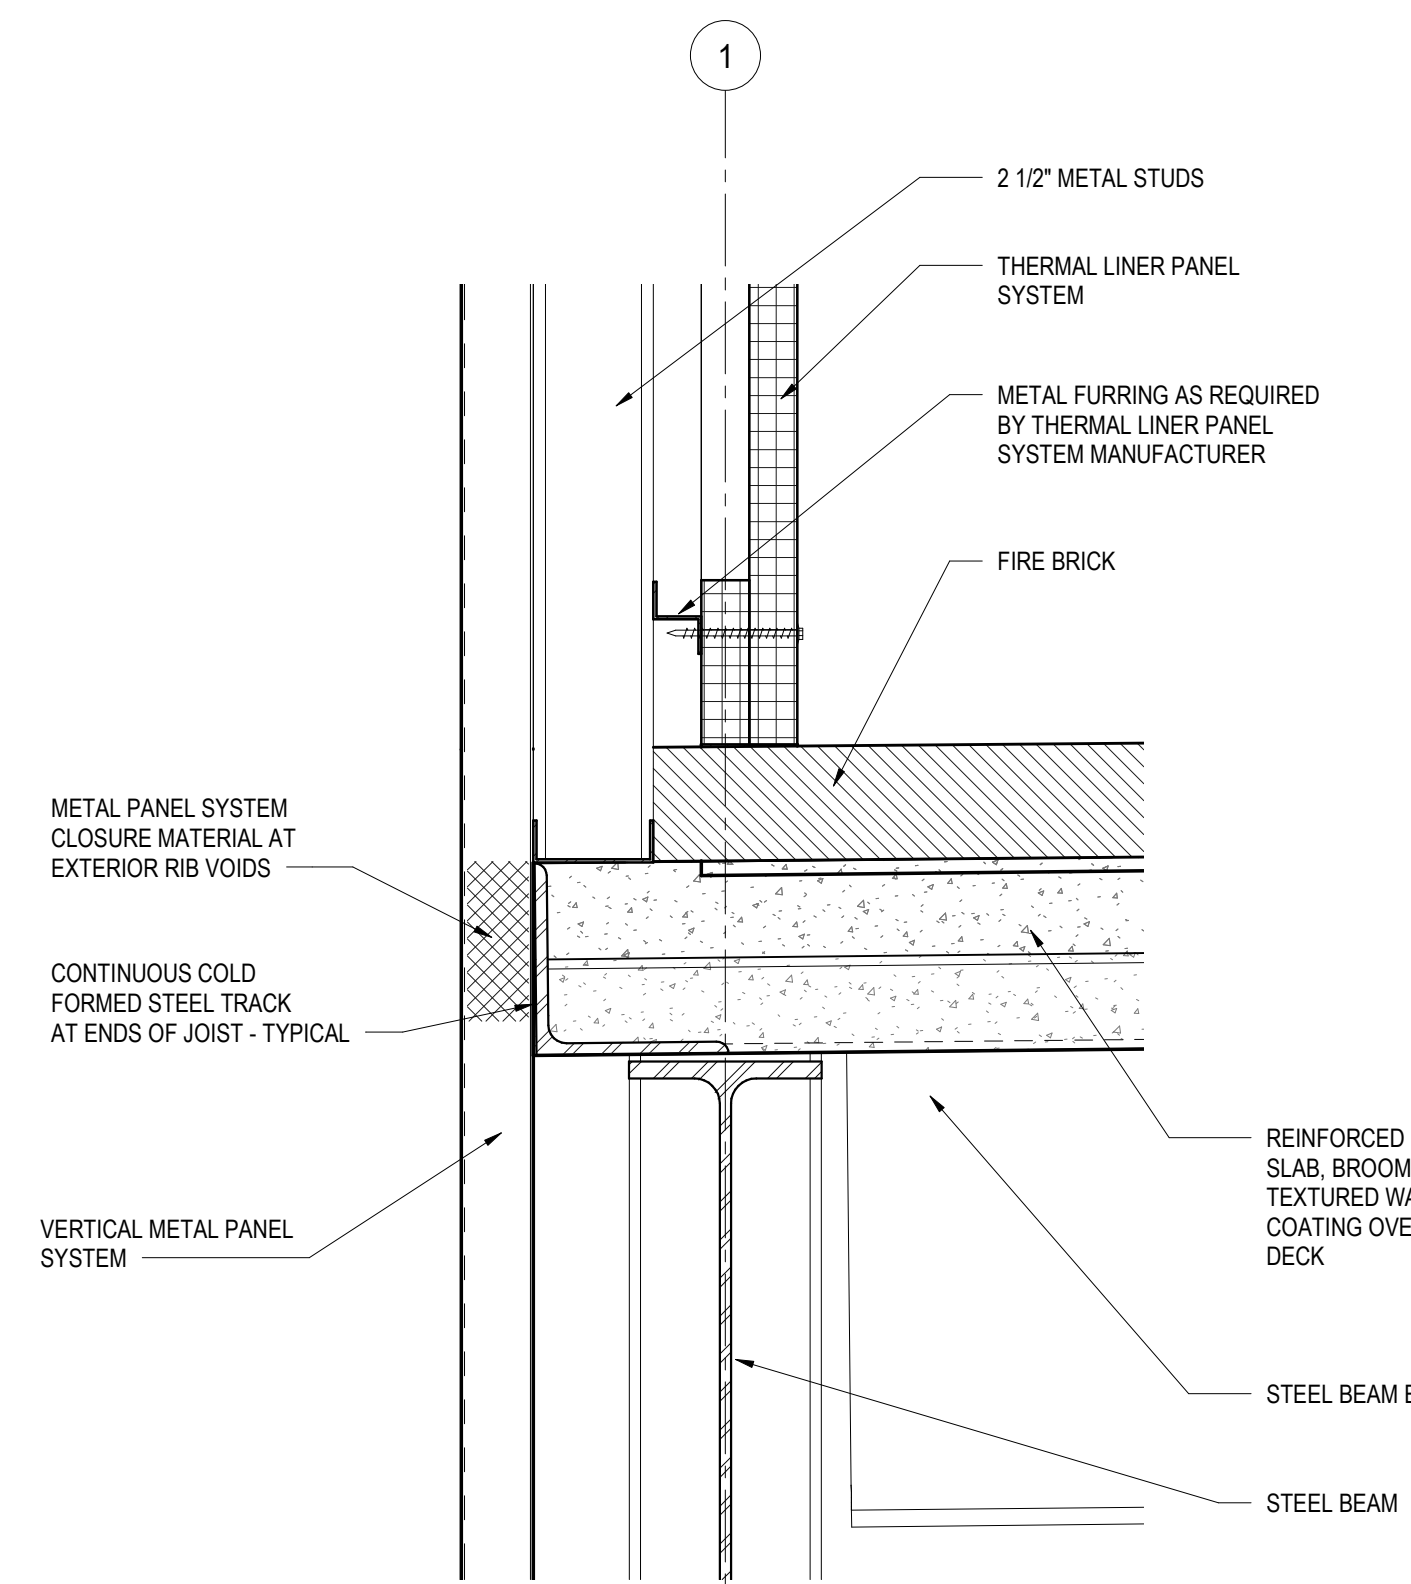 1
2 1/2" METAL STUDS
THERMAL LINER PANEL
SYSTEM
METAL FURRING AS REQUIRED
BY THERMAL LINER PANEL
SYSTEM MANUFACTURER
FIRE BRICK
METAL PANEL SYSTEM
CLOSURE MATERIAL AT
EXTERIOR RIB VOIDS
CONTINUOUS COLD
FORMED STEEL TRACK
AT ENDS OF JOIST - TYPICAL
VERTICAL METAL PANEL
SYSTEM
REINFORCED
SLAB, BROOM
TEXTURED
COATING
DECK
STEEL BEAM
STEEL BEAM